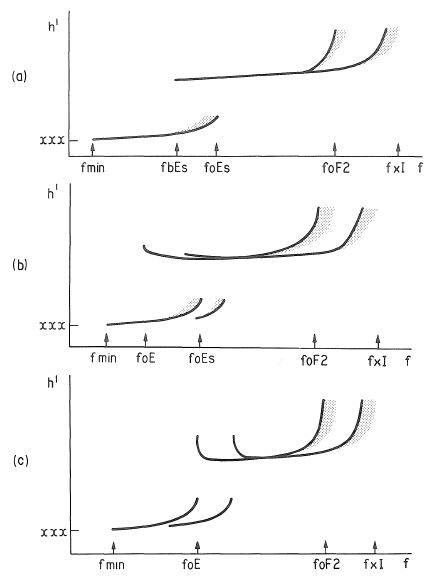 h'
(a)
xxx
fmin fbEs foEs foF2 fxI f
h'
(b)
xxx
fmin foE foEs foF2 fxI f
h'
(c)
xxx
fmin foE foF2 fxI f